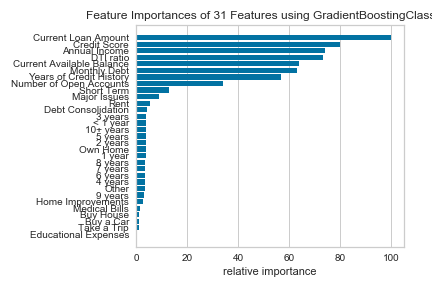 Feature Importances of 31 Features using GradientBoostingClass
Current Loan Amount
Credit Score
Annual Income
DTI ratio
Current Available Balance
Monthly Debt
Years of Credit History
Number of Open Accounts
Short Term
Major Issues
Rent
Debt Consolidation
3 years
< 1 year
10+ years
5 years
2 years
Own Home
1 year
8 years
7 years
6 years
4 years
Other
9 years
Home Improvements
Medical Bills
Buy House
Buy a Car
Take a Trip
Educational Expenses
0 20 40 60 80 100
relative importance